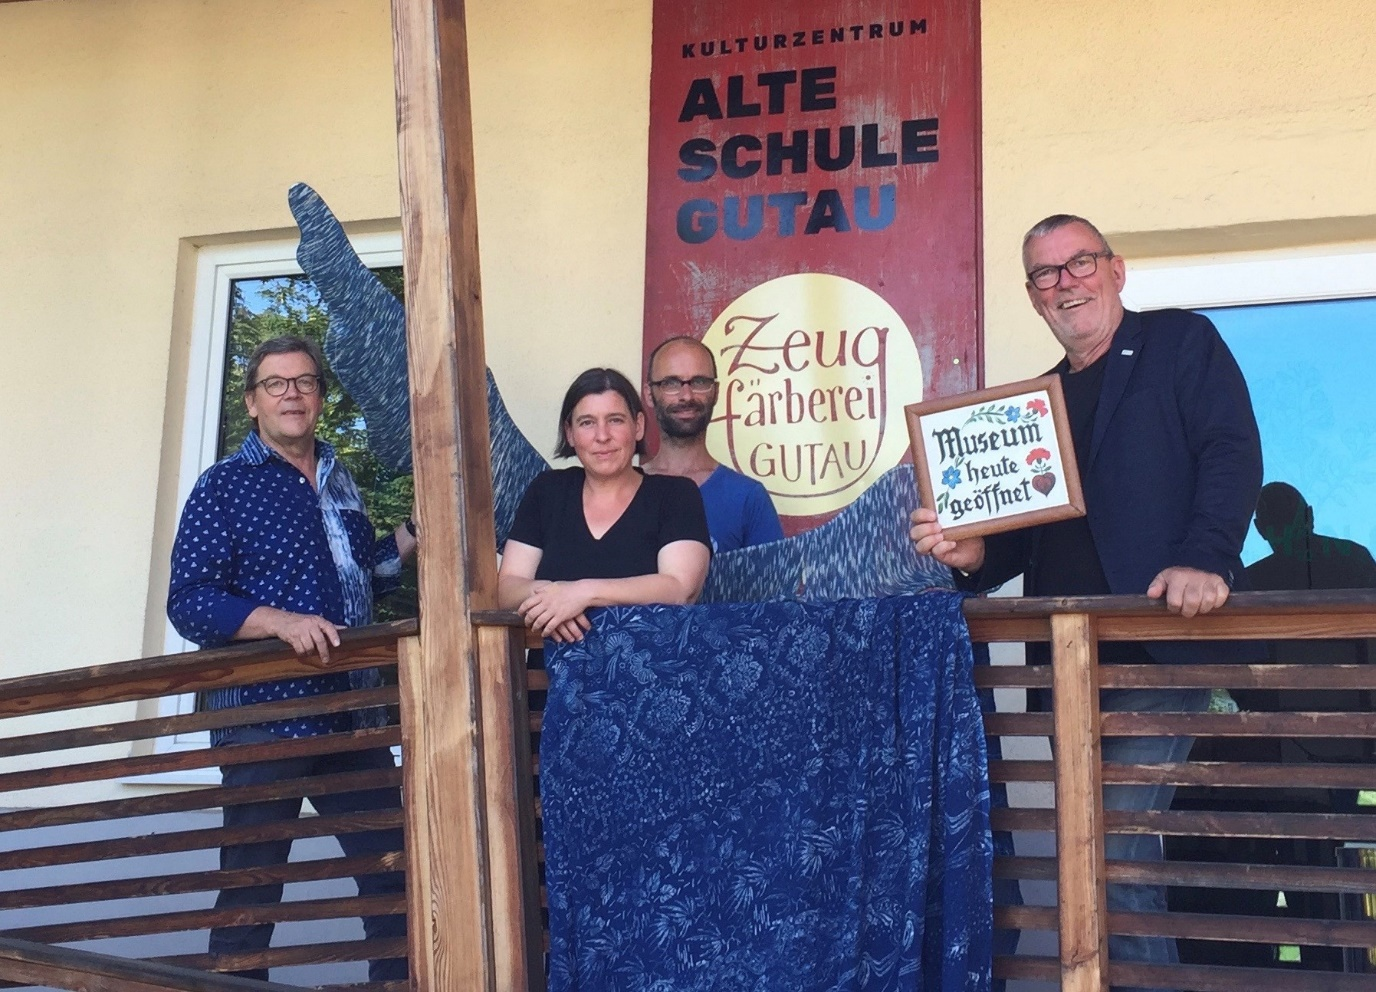 KULTURZENTRUM
ALTE
SCHULE
GUTAU
Zeug
färberei
GUTAU
Museum
heute
geöffnet